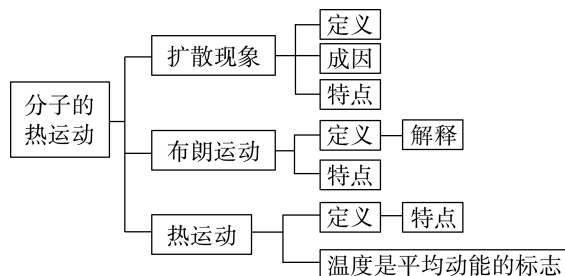 分子的
热运动
扩散现象
定义
成因
特点
布朗运动
定义
解释
特点
热运动
定义
特点
温度是平均动能的标志